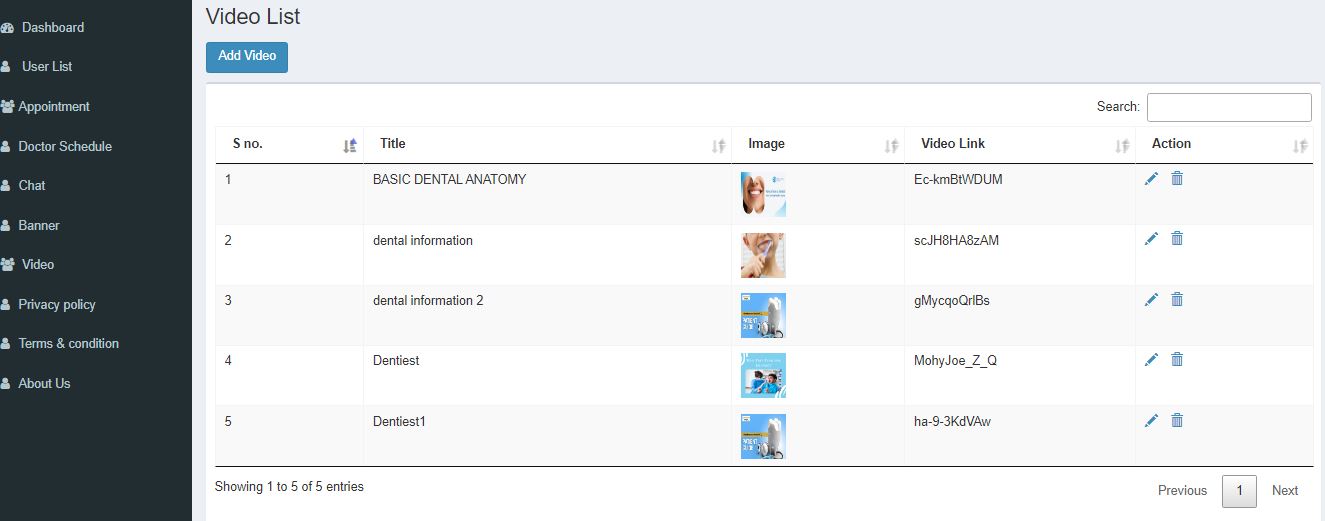 Dashboard
User List
Appointment
Doctor Schedule
Chat
Banner
Video
Privacy policy
Terms & condition
About Us
Video List
Add Video
Search:
S no. Title Image Video Link Action
1 BASIC DENTAL ANATOMY Ec-kmBtWDUM
2 dental information scJH8HA8zAM
3 dental information 2 gMycqoQrlBs
4 Dentiest MohyJoe_Z_Q
5 Dentiest1 ha-9-3KdVAw
Showing 1 to 5 of 5 entries
Previous 1 Next